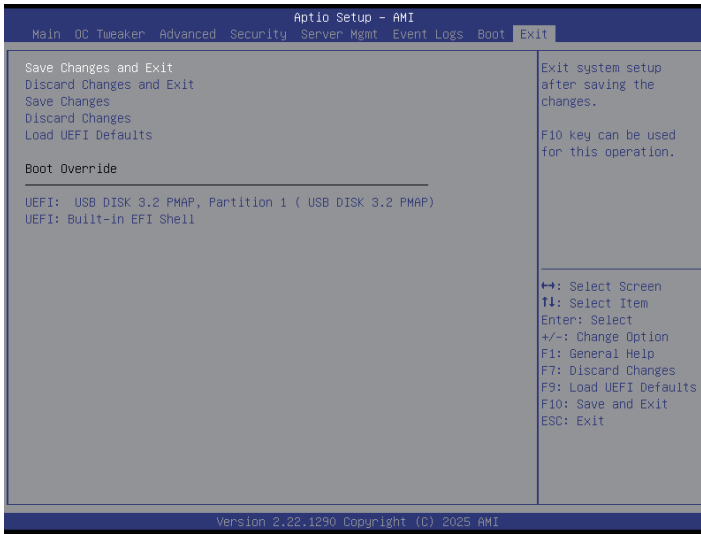 Aptio Setup - AMI
Main OC Tweaker Advanced Security Server Mgmt Event Logs Boot Exit
Save Changes and Exit
Discard Changes and Exit
Save Changes
Discard Changes
Load UEFI Defaults
Boot Override
UEFI: USB DISK 3.2 PMAP, Partition 1 ( USB DISK 3.2 PMAP)
UEFI: Built-in EFI Shell
Exit system setup
after saving the
changes.
F10 key can be used
for this operation.
↔: Select Screen
↑↓: Select Item
Enter: Select
+/-: Change Option
F1: General Help
F7: Discard Changes
F9: Load UEFI Defaults
F10: Save and Exit
ESC: Exit
Version 2.22.1290 Copyright (C) 2025 AMI